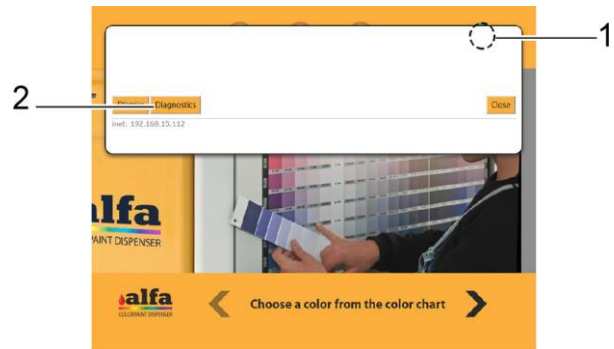 1
2
Diagnostics
Close
inet: 192.168.15.112
alfa
PAINT DISPENSER
alfa
COLORPAINT DISPENSER
Choose a color from the color chart